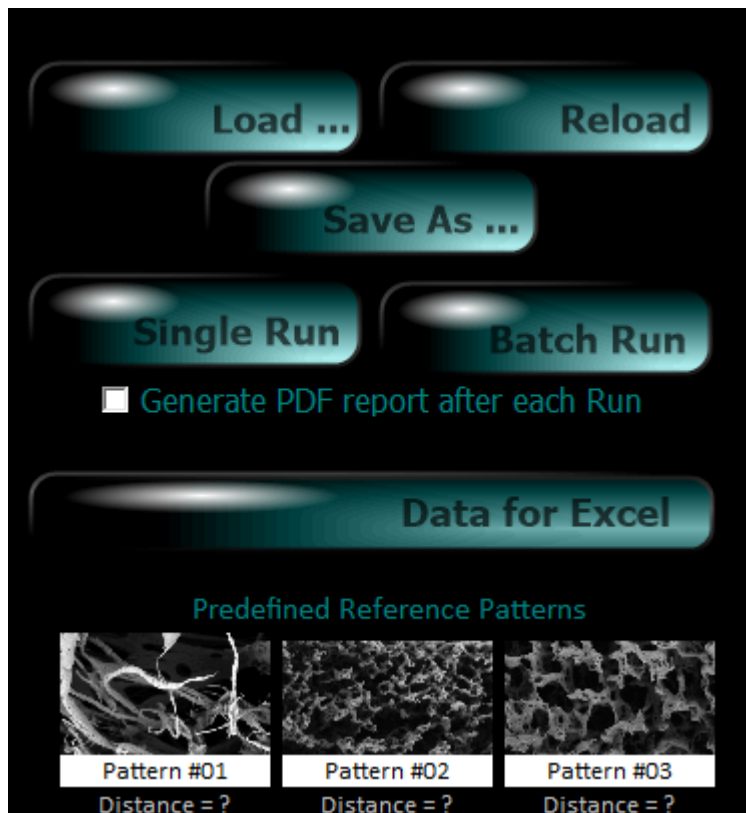 Load ...
Reload
Save As ...
Single Run
Batch Run
Generate PDF report after each Run
Data for Excel
Predefined Reference Patterns
Pattern #01
Pattern #02
Pattern #03
Distance = ?
Distance = ?
Distance = ?